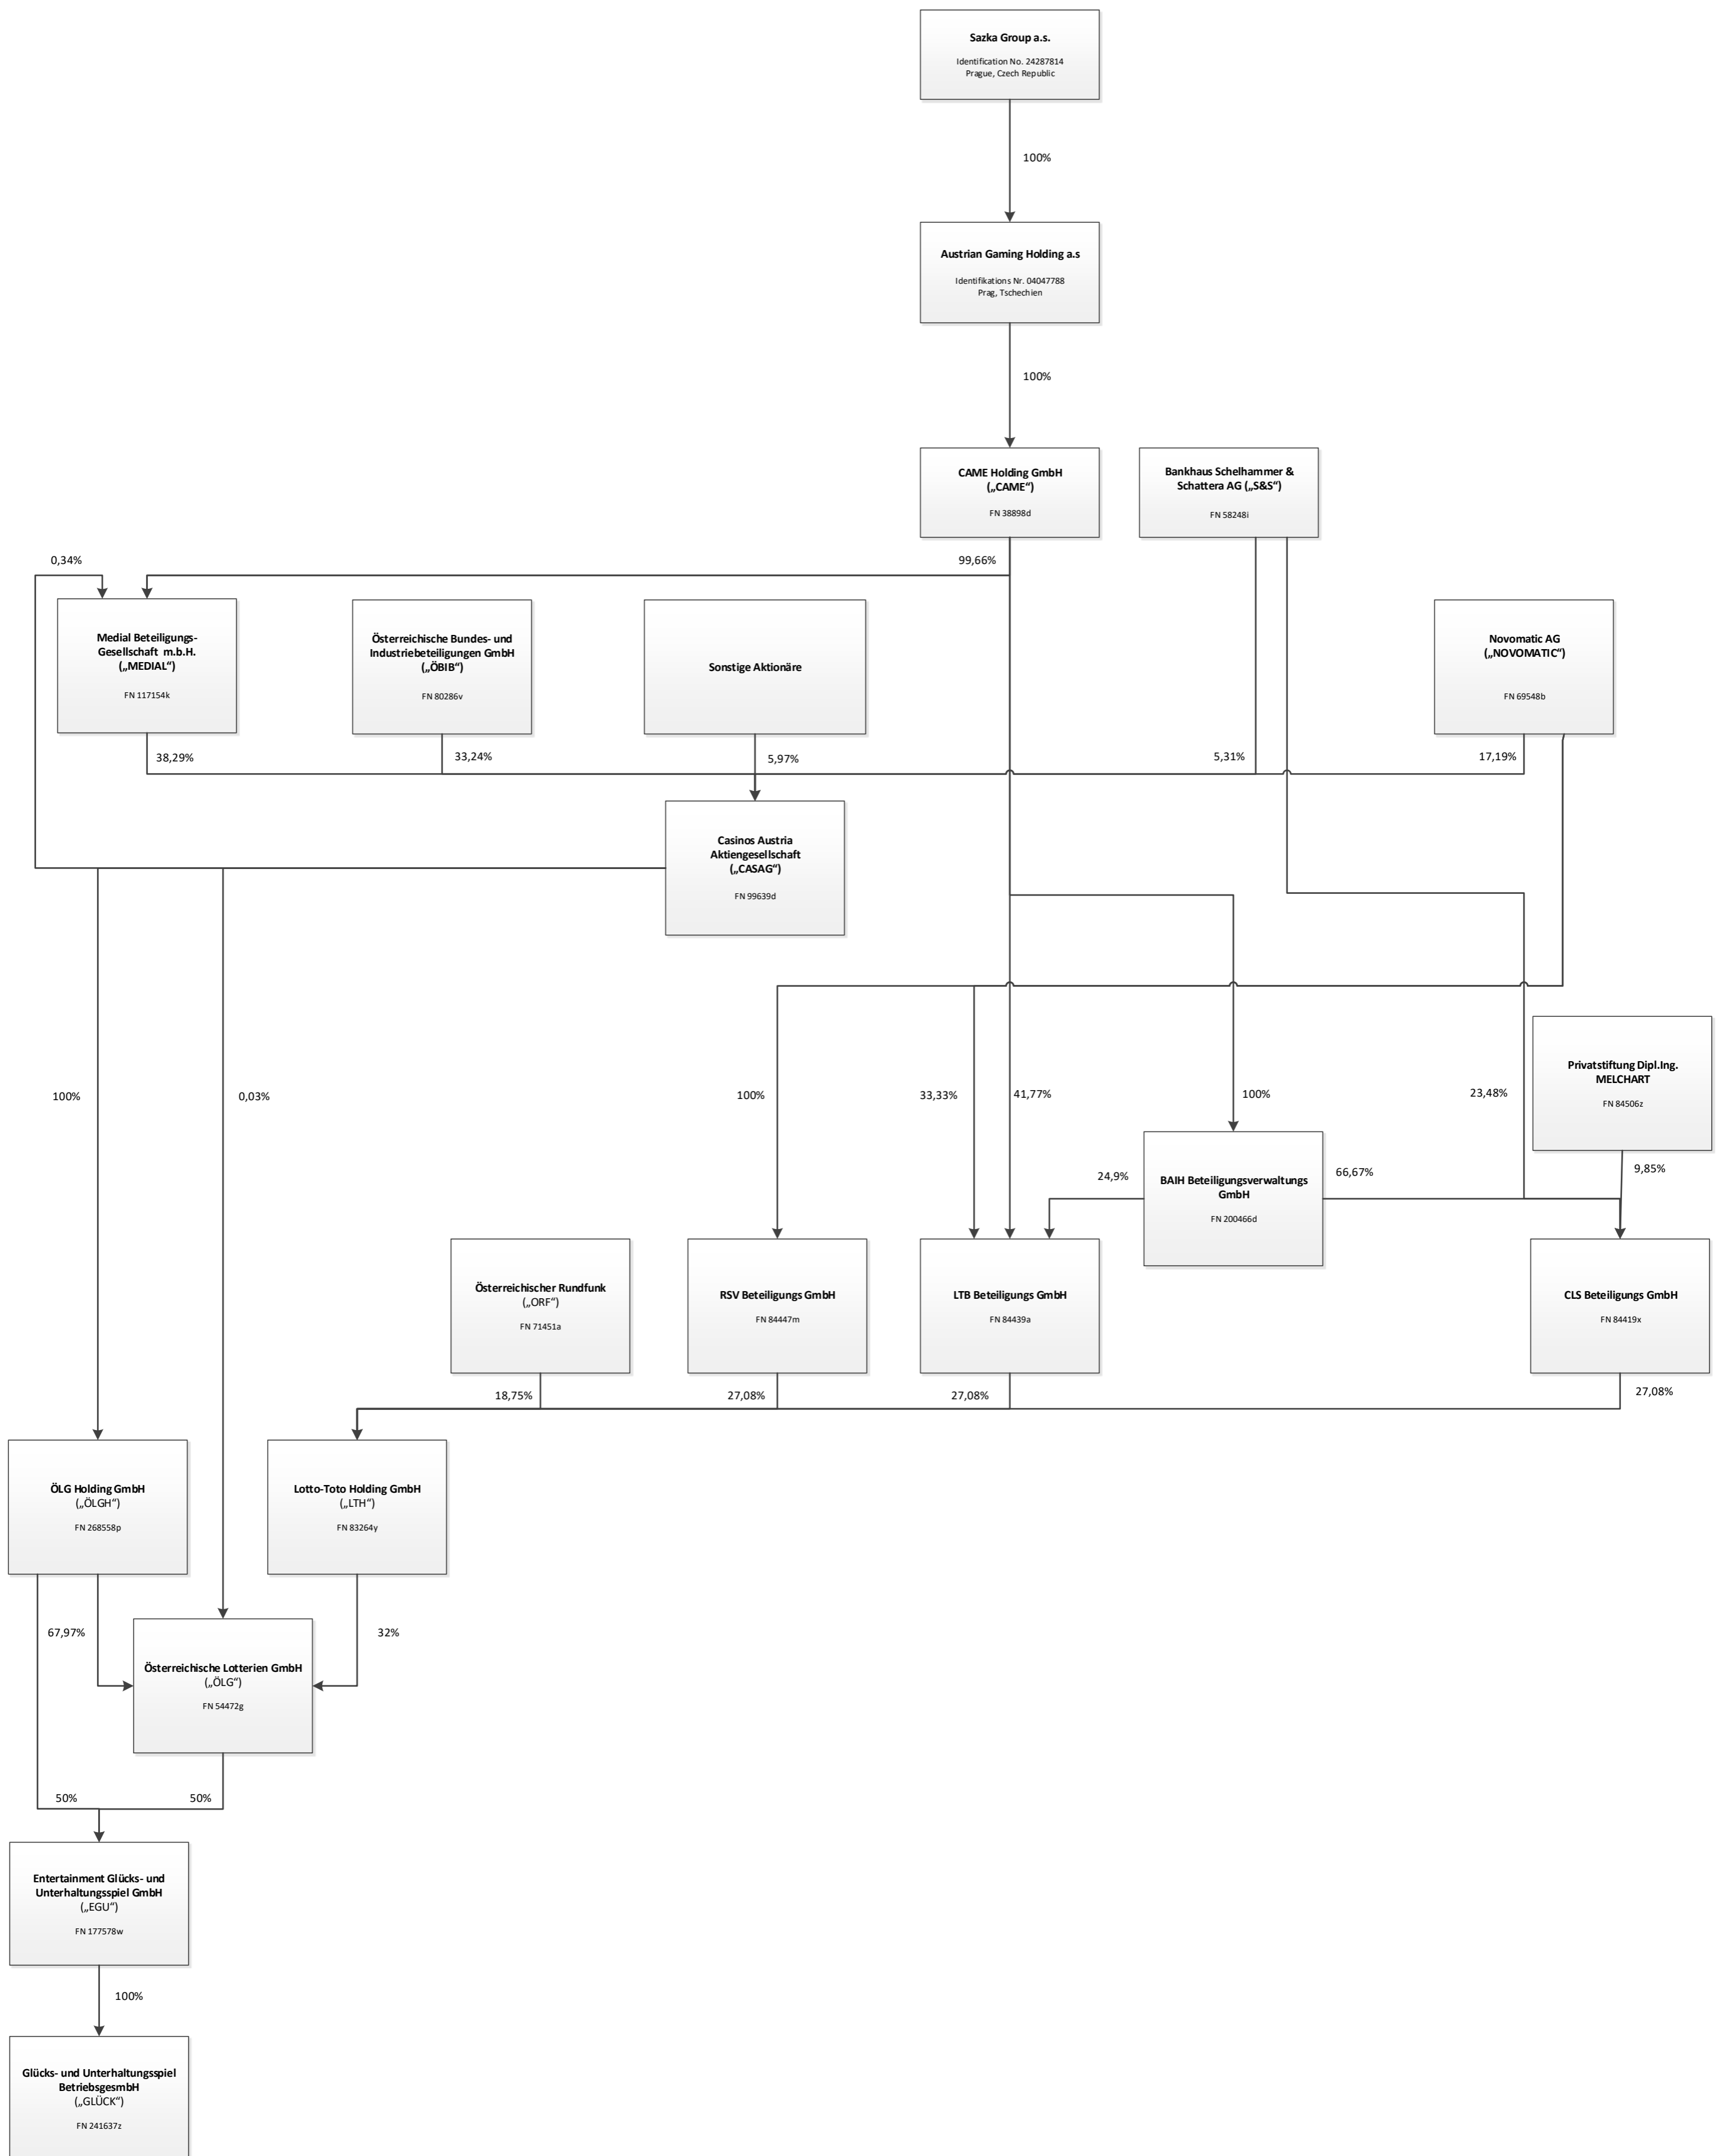 Sazka Group a.s.
Identification No. 24287814
Prague, Czech Republic
100%
Austrian Gaming Holding a.s
Identifikations Nr. 04047788
Prag, Tschechien
100%
CAME Holding GmbH
(„CAME“)
FN 38898d
Bankhaus Schelhammer &
Schattera AG („S&S“)
FN 58248i
0,34%
99,66%
Medial Beteiligungs-
Gesellschaft m.b.H.
(„MEDIAL“)
FN 117154k
Österreichische Bundes- und
Industriebeteiligungen GmbH
(„ÖBIB“)
FN 80286v
Sonstige Aktionäre
Novomatic AG
(„NOVOMATIC“)
FN 69548b
38,29%
33,24%
5,97%
5,31%
17,19%
Casinos Austria
Aktiengesellschaft
(„CASAG“)
FN 99639d
Privatstiftung Dipl.Ing.
MELCHART
FN 84506z
100%
0,03%
100%
33,33%
41,77%
100%
23,48%
9,85%
24,9%
BAIH Beteiligungsverwaltungs
GmbH
FN 200466d
66,67%
Österreichischer Rundfunk
(„ORF“)
FN 71451a
RSV Beteiligungs GmbH
FN 84447m
LTB Beteiligungs GmbH
FN 84439a
CLS Beteiligungs GmbH
FN 84419x
18,75%
27,08%
27,08%
27,08%
ÖLG Holding GmbH
(„ÖLGH“)
FN 268558p
Lotto-Toto Holding GmbH
(„LTH“)
FN 83264y
67,97%
32%
Österreichische Lotterien GmbH
(„ÖLG“)
FN 54472g
50%
50%
Entertainment Glücks- und
Unterhaltungsspiel GmbH
(„EGU“)
FN 177578w
100%
Glücks- und Unterhaltungsspiel
BetriebsgesmbH
(„GLÜCK“)
FN 241637z